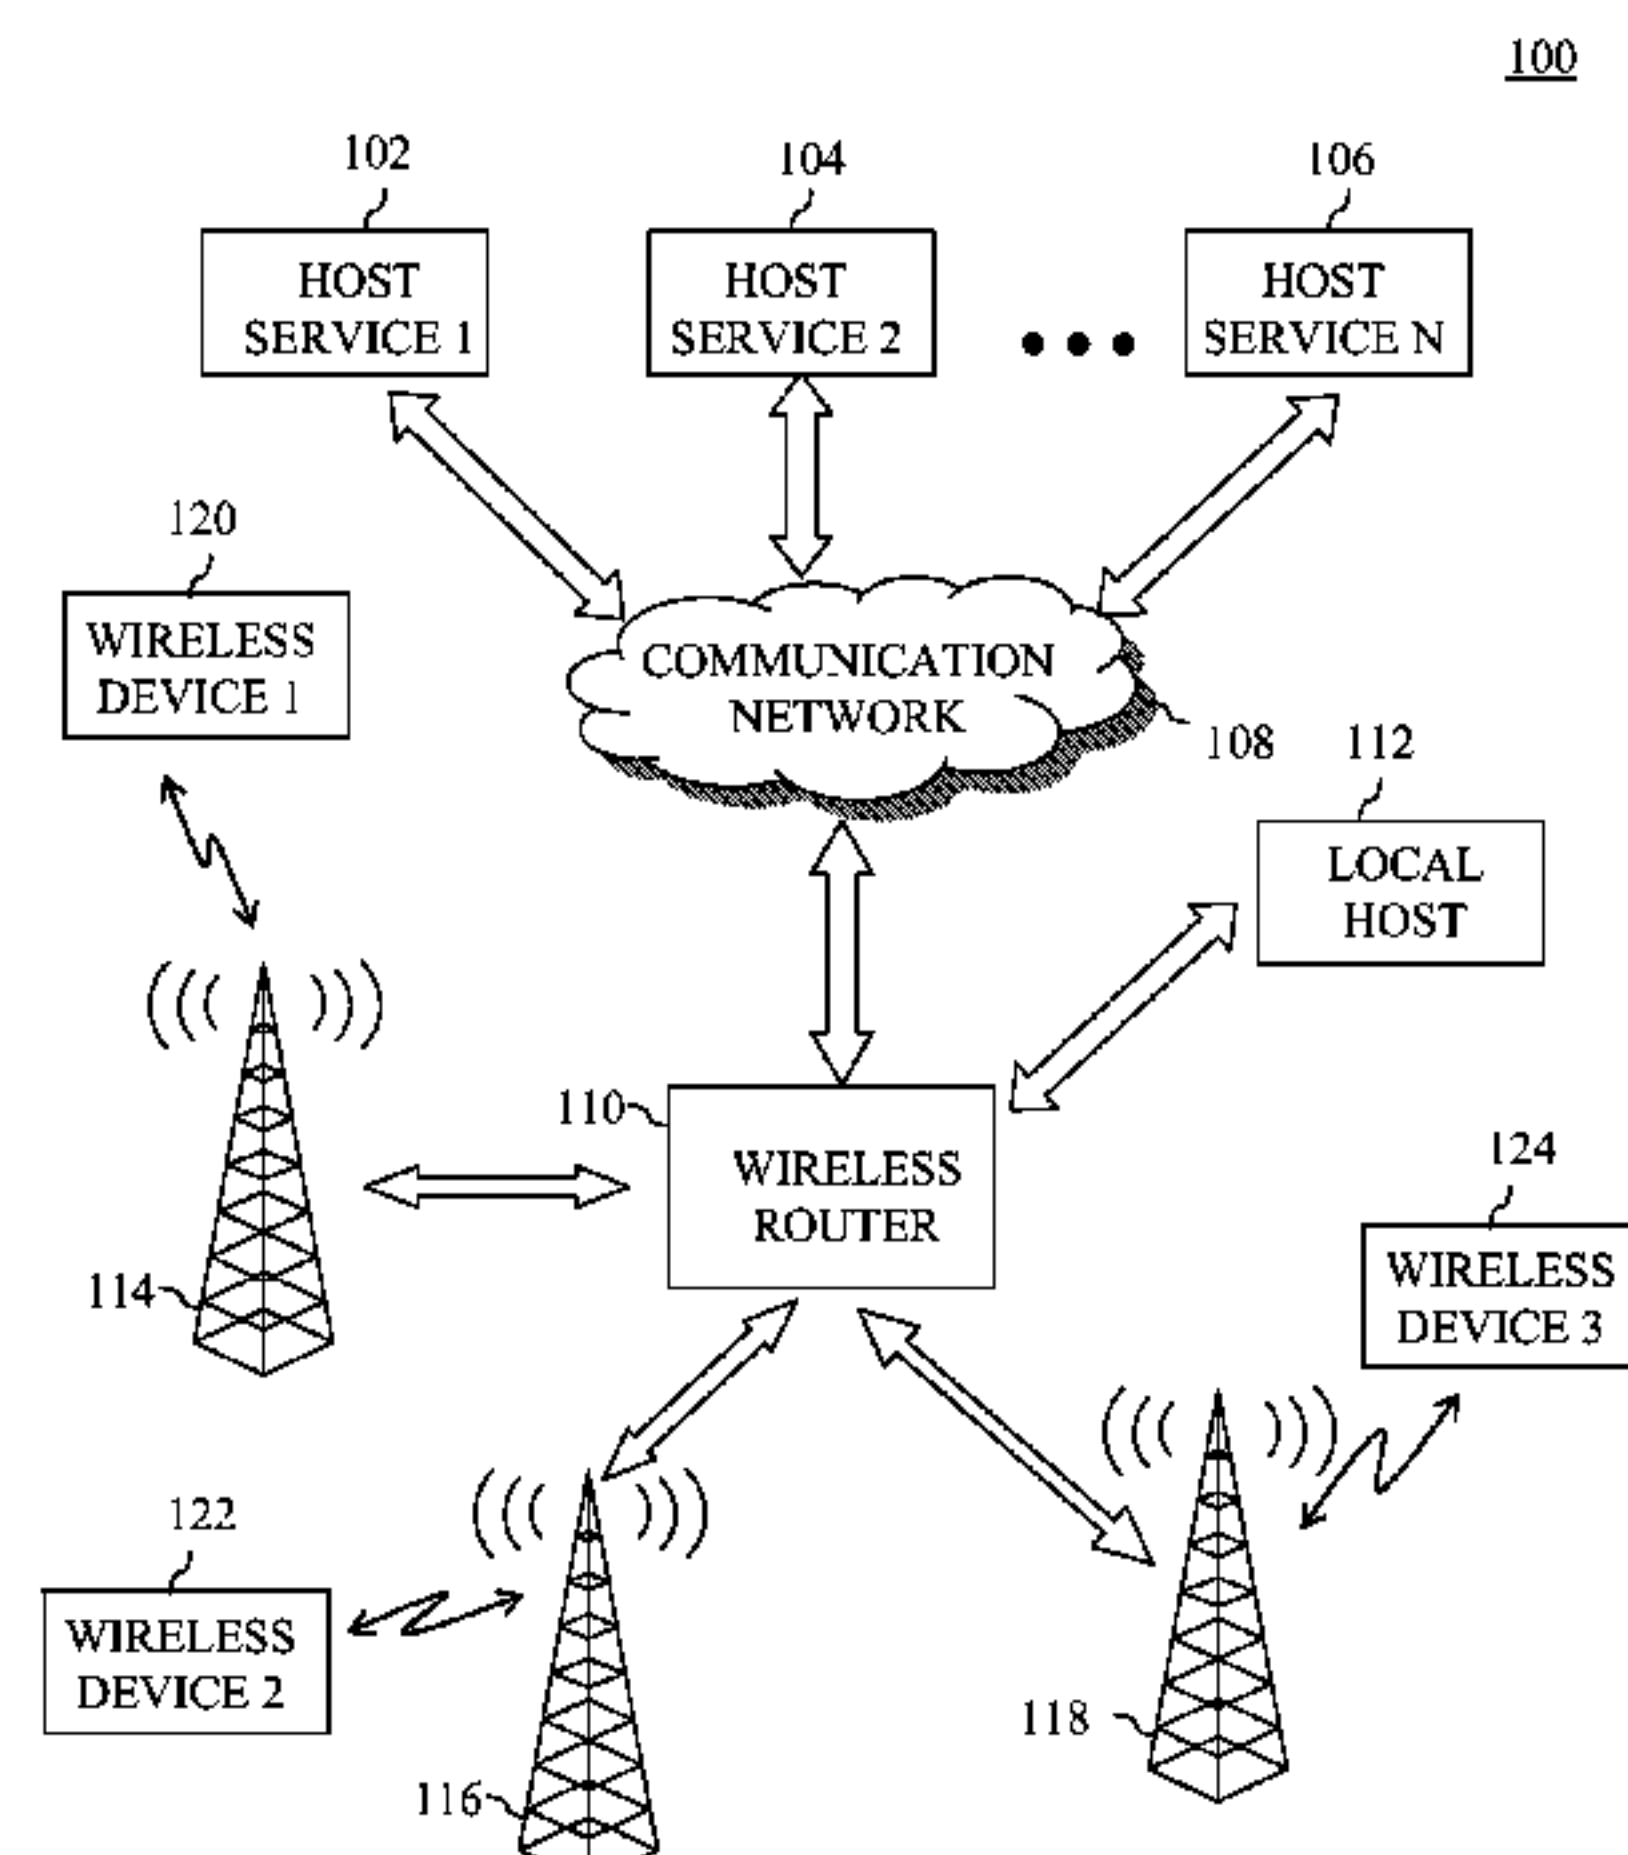 100
102
104
106
HOST
SERVICE 1
HOST
SERVICE 2
HOST
SERVICE N
120
WIRELESS
DEVICE 1
COMMUNICATION
NETWORK
108
112
LOCAL
HOST
110
WIRELESS
ROUTER
114
124
WIRELESS
DEVICE 3
122
WIRELESS
DEVICE 2
118
116